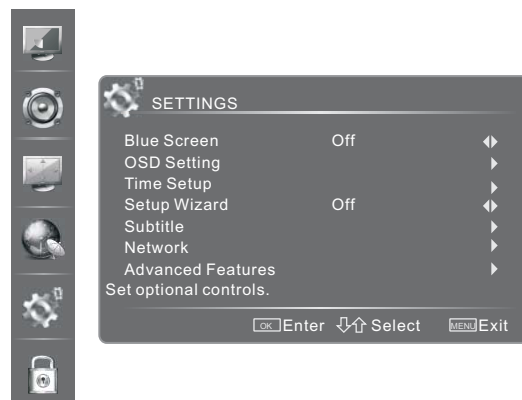 SETTINGS
Blue Screen Off
OSD Setting
Time Setup
Setup Wizard Off
Subtitle
Network
Advanced Features
Set optional controls.
OK Enter Select MENU Exit